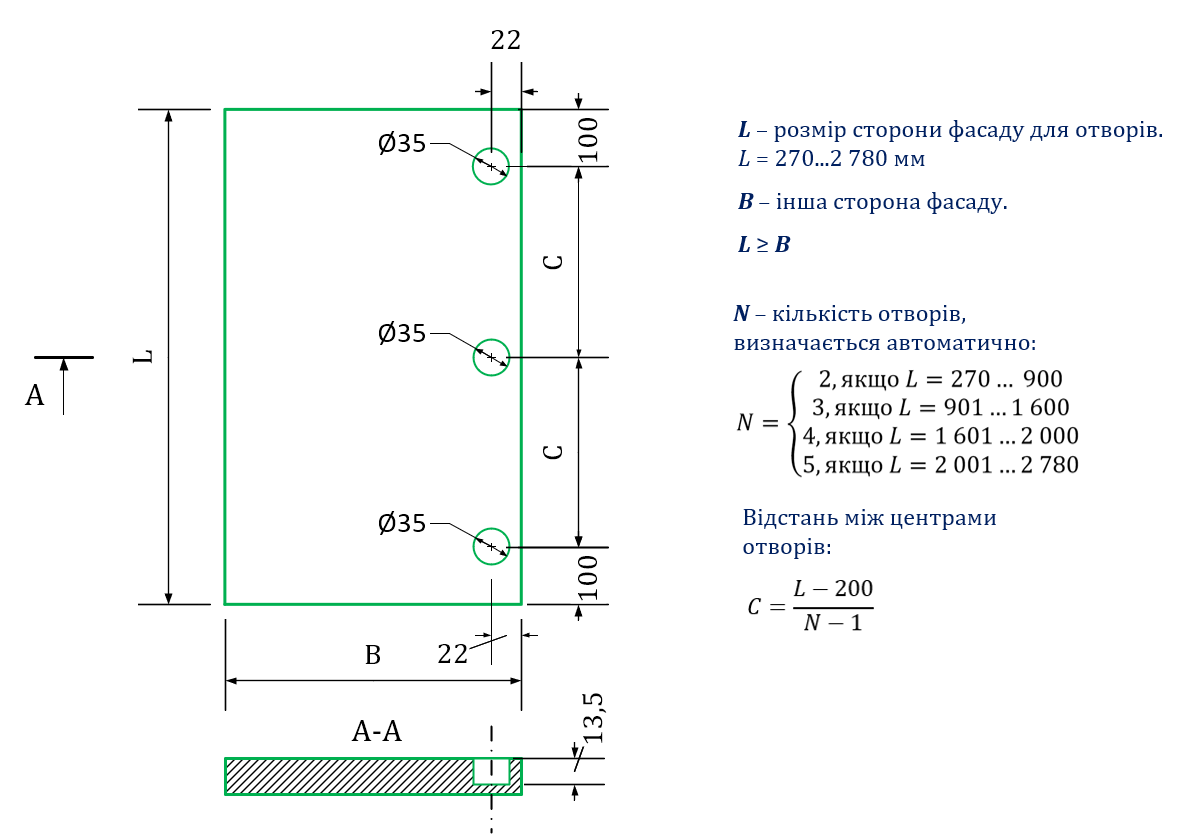 22
Ø35
100
C
L
Ø35
A
C
Ø35
100
22
B
A-A
13,5
L – розмір сторони фасаду для отворів.
L = 270...2 780 мм
B – інша сторона фасаду.
L ≥ B
N – кількість отворів,
визначається автоматично:
2, якщо L = 270 … 900
3, якщо L = 901 … 1 600
N =
4, якщо L = 1 601 … 2 000
5, якщо L = 2 001 … 2 780
Відстань між центрами
отворів:
L − 200
C =
N − 1